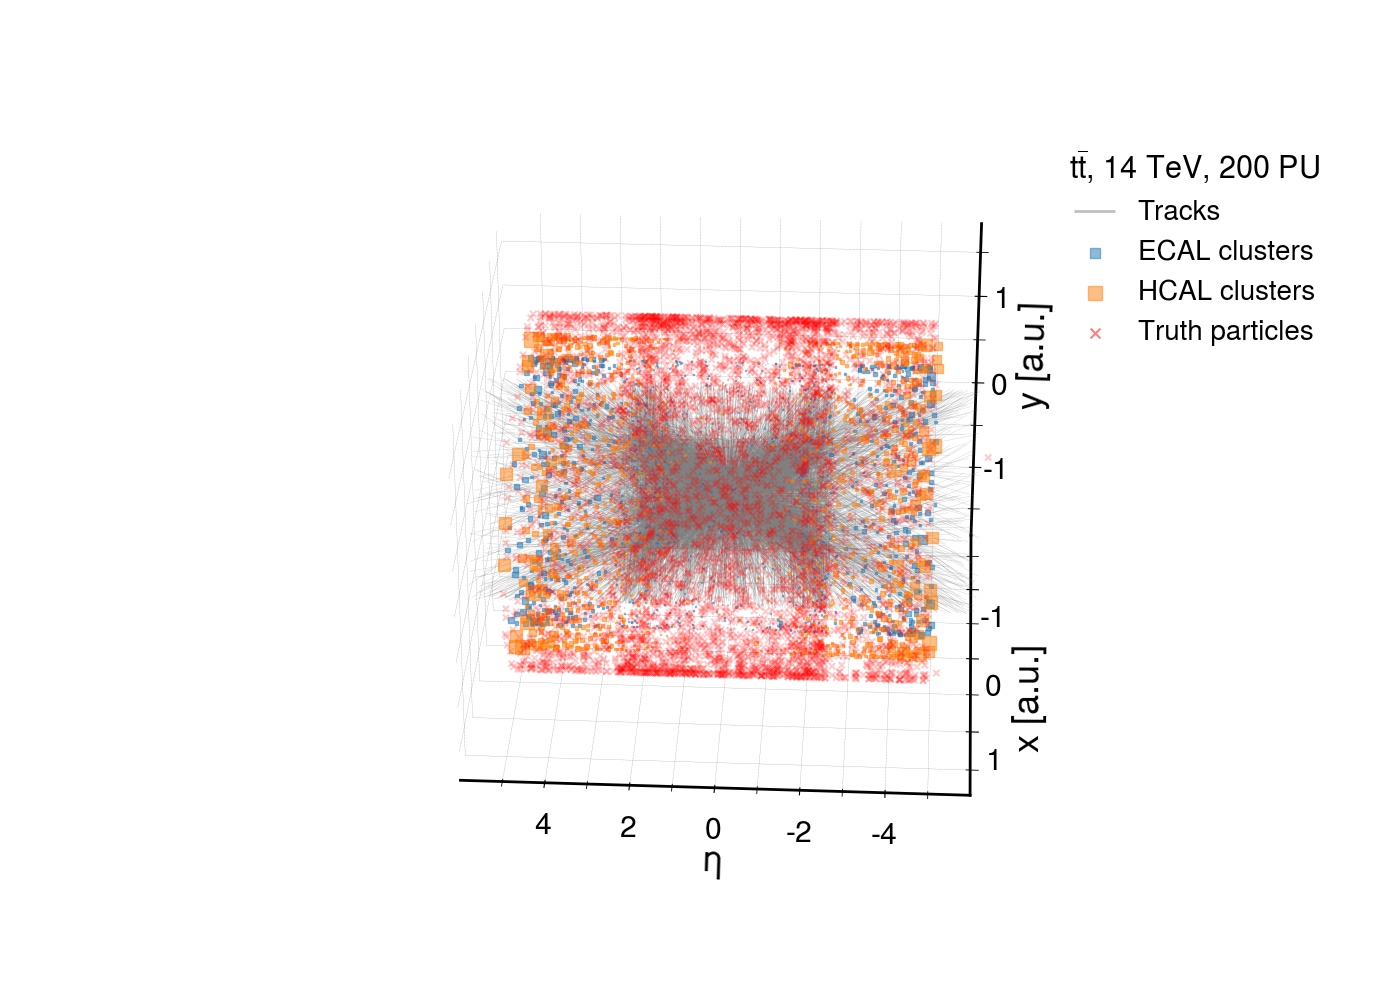 tt̄, 14 TeV, 200 PU
Tracks
ECAL clusters
HCAL clusters
Truth particles
1
0
-1
y [a.u.]
-1
0
1
x [a.u.]
4 2 0 -2 -4
η